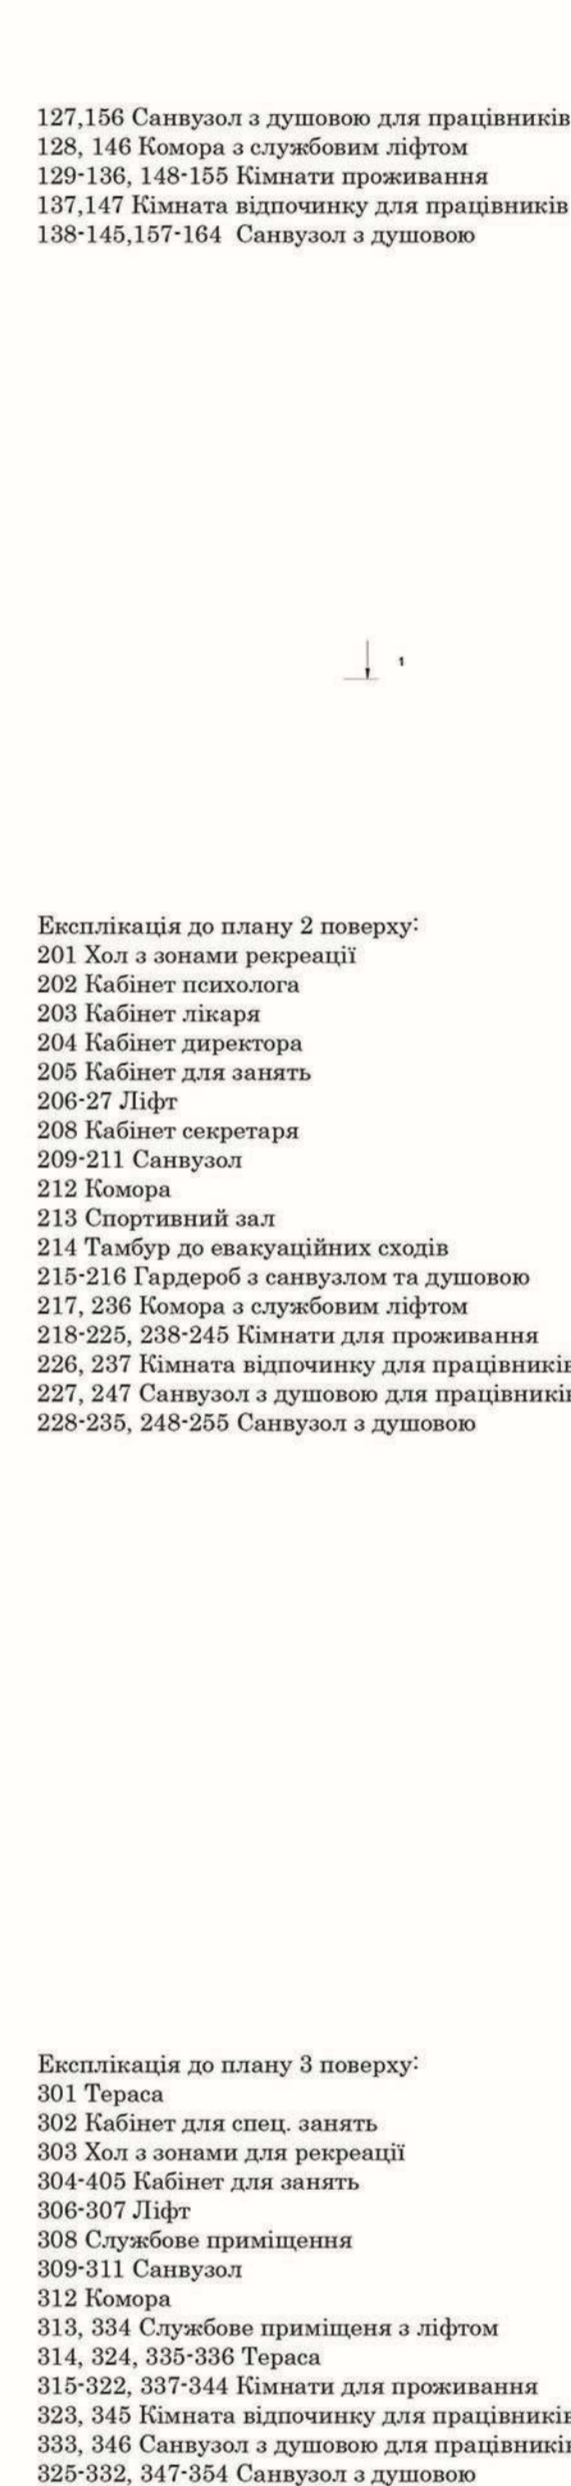 127,156 Санвузол з душовою для працівників
128, 146 Комора з службовим ліфтом
129-136, 148-155 Кімнати проживання
137,147 Кімната відпочинку для працівників
138-145,157-164 Санвузол з душовою
1
Експлікація до плану 2 поверху:
201 Хол з зонами рекреації
202 Кабінет психолога
203 Кабінет лікаря
204 Кабінет директора
205 Кабінет для занять
206-27 Ліфт
208 Кабінет секретаря
209-211 Санвузол
212 Комора
213 Спортивний зал
214 Тамбур до евакуаційних сходів
215-216 Гардероб з санвузлом та душовою
217, 236 Комора з службовим ліфтом
218-225, 238-245 Кімнати для проживання
226, 237 Кімната відпочинку для працівників
227, 247 Санвузол з душовою для працівників
228-235, 248-255 Санвузол з душовою
Експлікація до плану 3 поверху:
301 Тераса
302 Кабінет для спец. занять
303 Хол з зонами для рекреації
304-405 Кабінет для занять
306-307 Ліфт
308 Службове приміщення
309-311 Санвузол
312 Комора
313, 334 Службове приміщеня з ліфтом
314, 324, 335-336 Тераса
315-322, 337-344 Кімнати для проживання
323, 345 Кімната відпочинку для працівників
333, 346 Санвузол з душовою для працівників
325-332, 347-354 Санвузол з душовою